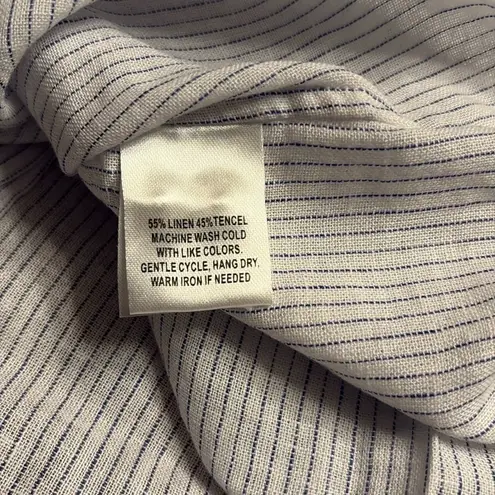 55% LINEN 45%TENCEL
MACHINE WASH COLD
WITH LIKE COLORS.
GENTLE CYCLE, HANG DRY.
WARM IRON IF NEEDED